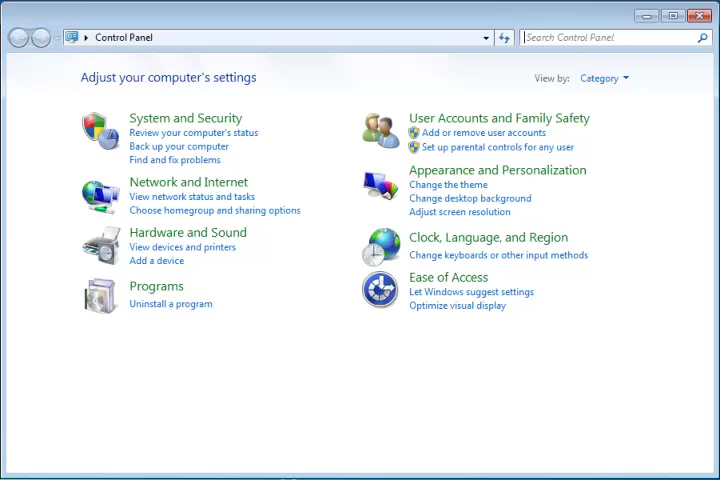 Control Panel
Search Control Panel
Adjust your computer's settings
View by:
Category
System and Security
Review your computer's status
Back up your computer
Find and fix problems
Network and Internet
View network status and tasks
Choose homegroup and sharing options
Hardware and Sound
View devices and printers
Add a device
Programs
Uninstall a program
User Accounts and Family Safety
Add or remove user accounts
Set up parental controls for any user
Appearance and Personalization
Change the theme
Change desktop background
Adjust screen resolution
Clock, Language, and Region
Change keyboards or other input methods
Ease of Access
Let Windows suggest settings
Optimize visual display